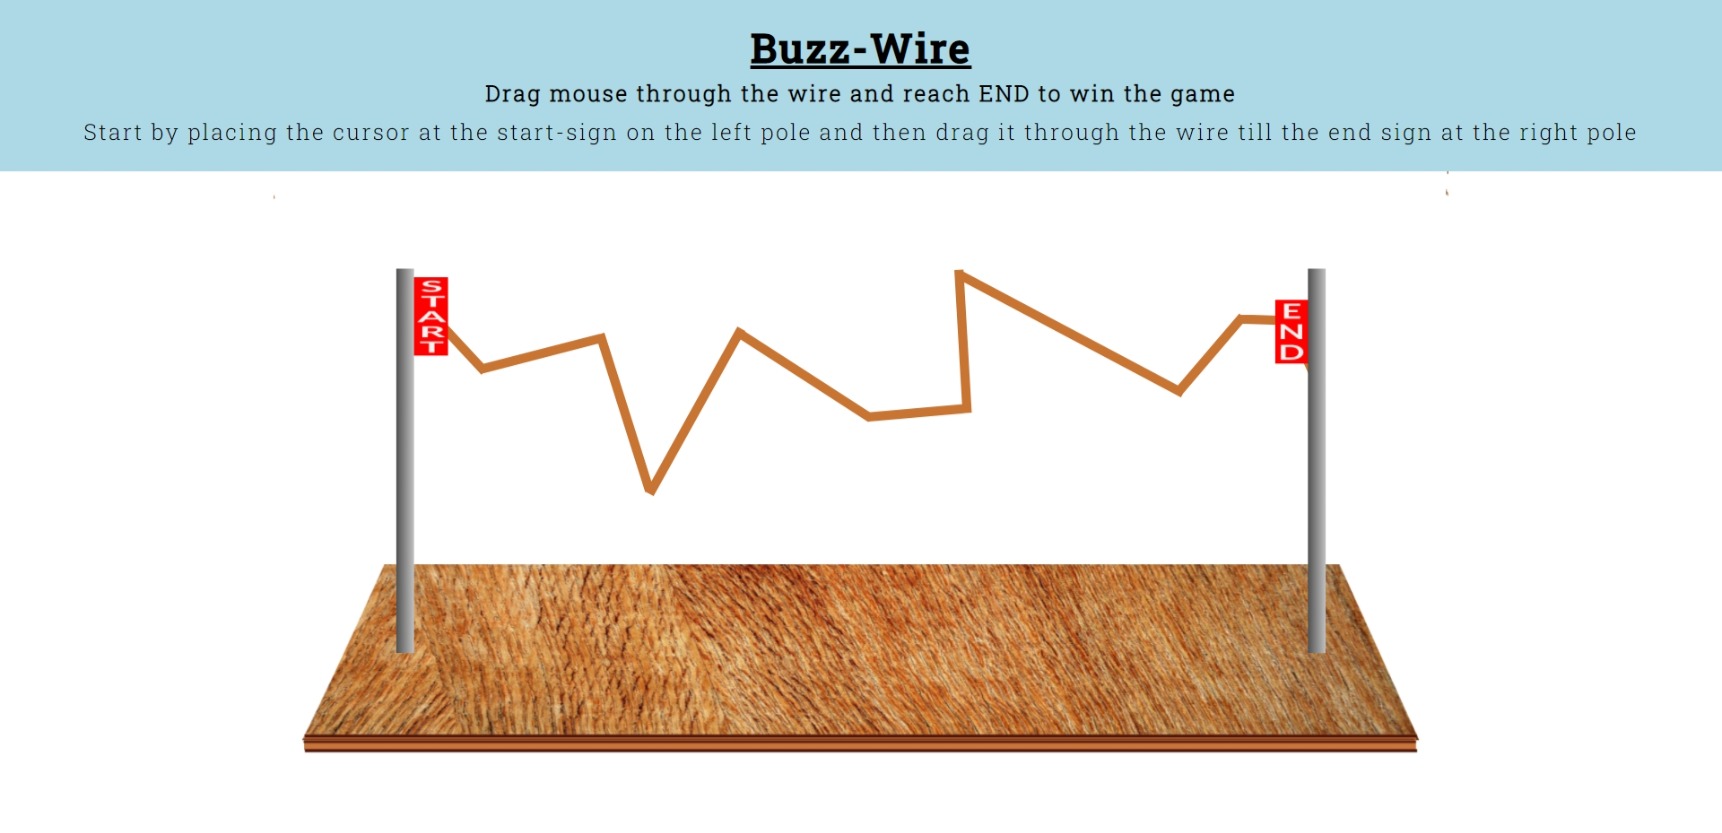 Buzz-Wire
Drag mouse through the wire and reach END to win the game
Start by placing the cursor at the start-sign on the left pole and then drag it through the wire till the end sign at the right pole
START
END